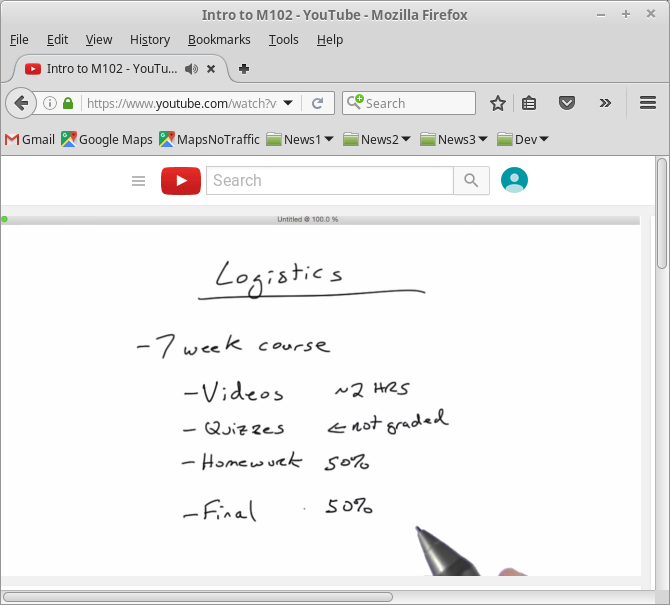 Intro to M102 - YouTube - Mozilla Firefox
File Edit View History Bookmarks Tools Help
Intro to M102 - YouTu...
https://www.youtube.com/watch?v Search
Gmail Google Maps MapsNoTraffic News1 News2 News3 Dev
Search
Untitled @ 100.0 %
Logistics
- 7 week course
- Videos ~2 HRS
- Quizzes ← not graded
- Homework 50%
- Final 50%